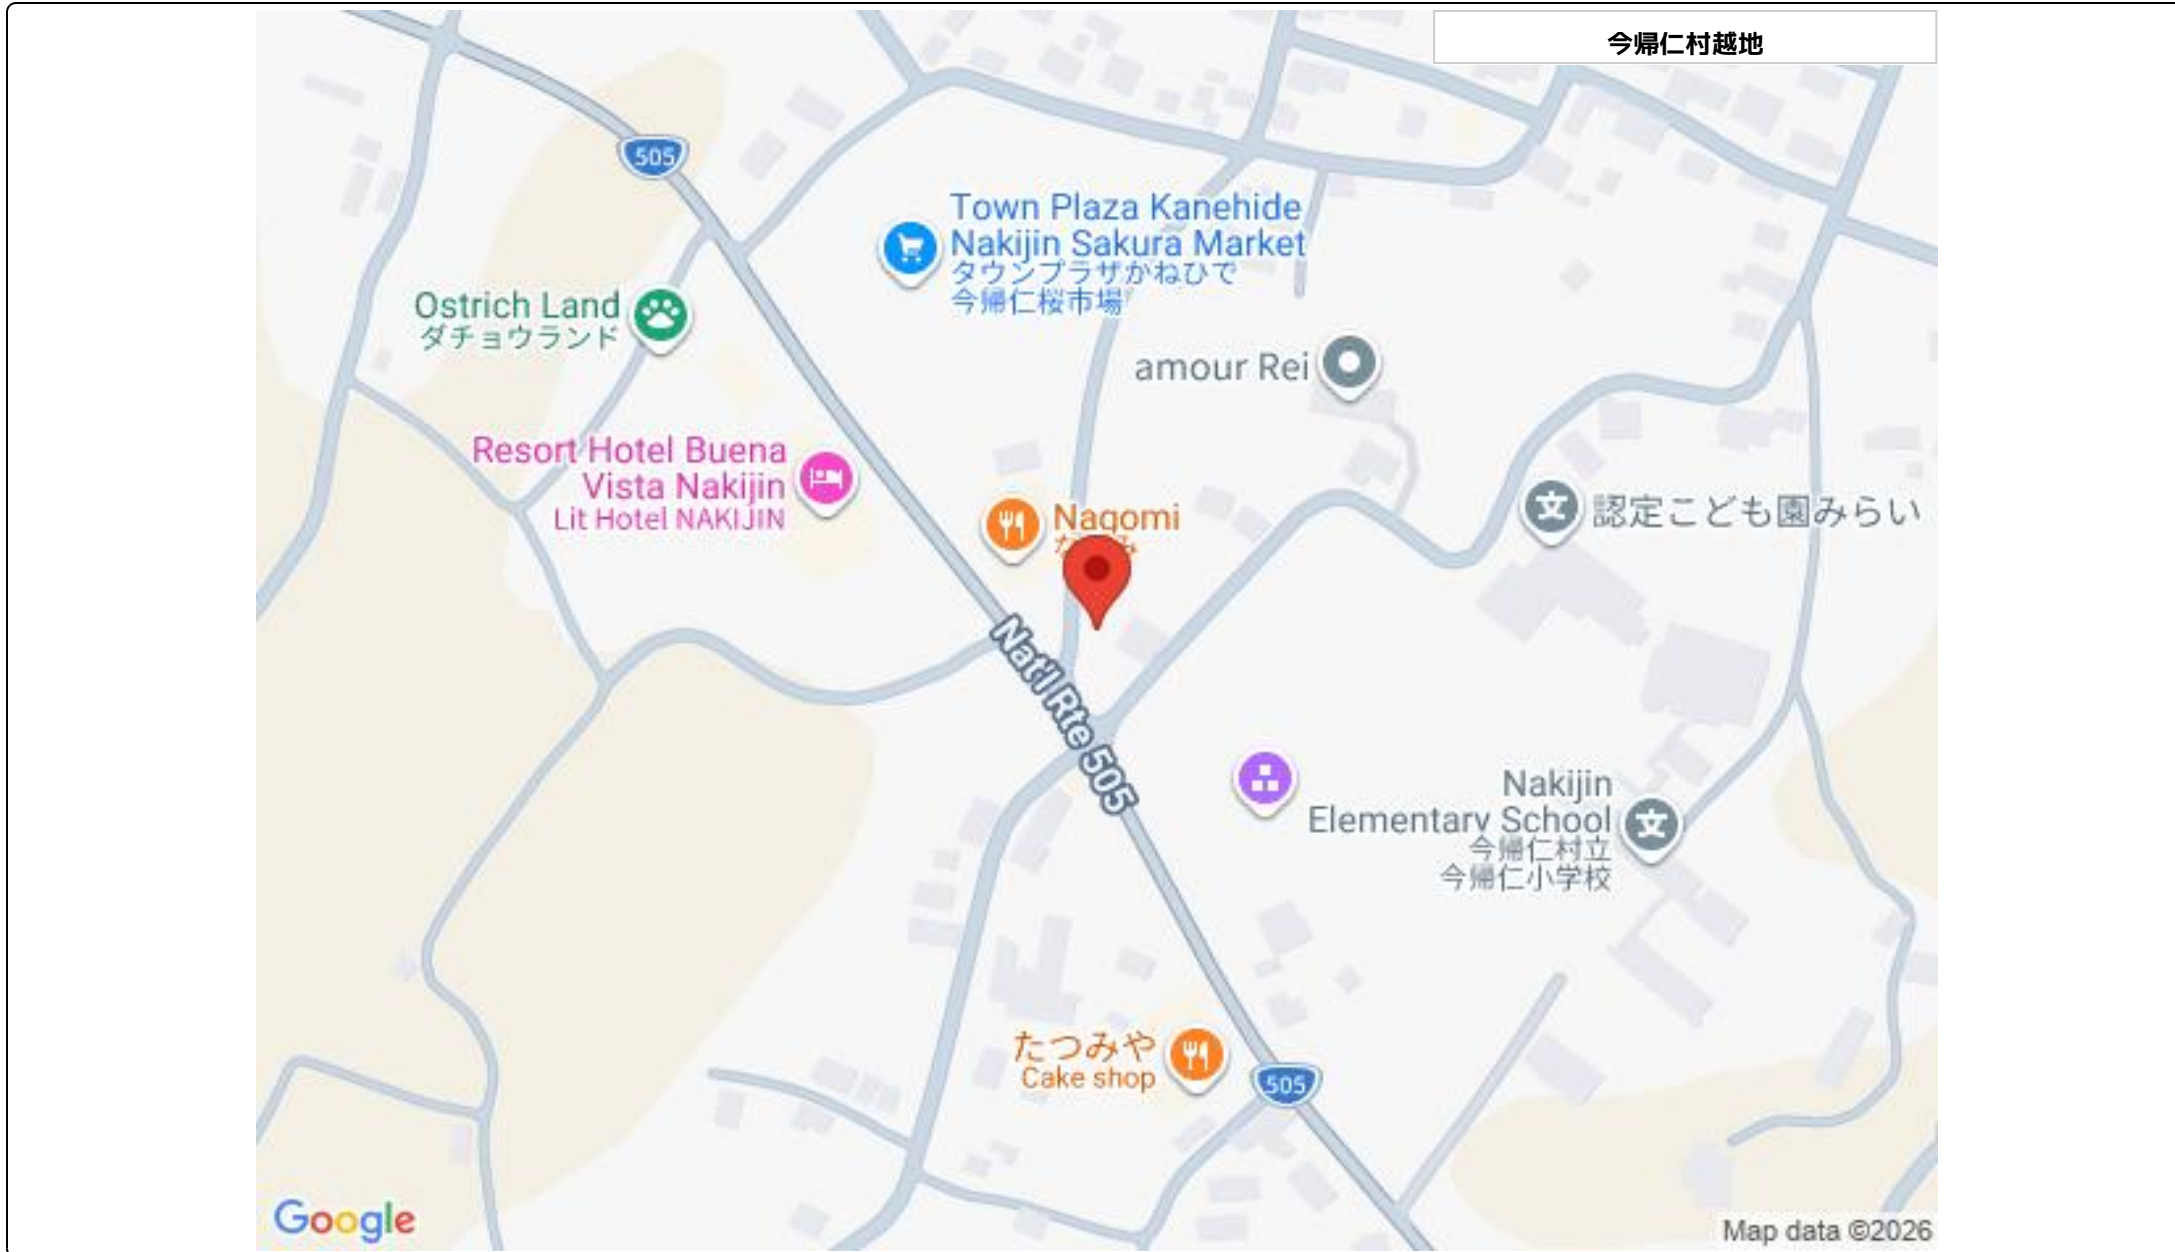 今帰仁村越地
505
Town Plaza Kanehide
Nakijin Sakura Market
タウンプラザかねひで
今帰仁桜市場
Ostrich Land
ダチョウランド
amour Rei
Resort Hotel Buena
Vista Nakijin
Lit Hotel NAKIJIN
Nagomi
認定こども園みらい
Nat'l Rte 505
Nakijin
Elementary School
今帰仁村立
今帰仁小学校
たつみや
Cake shop
505
Google
Map data ©2026